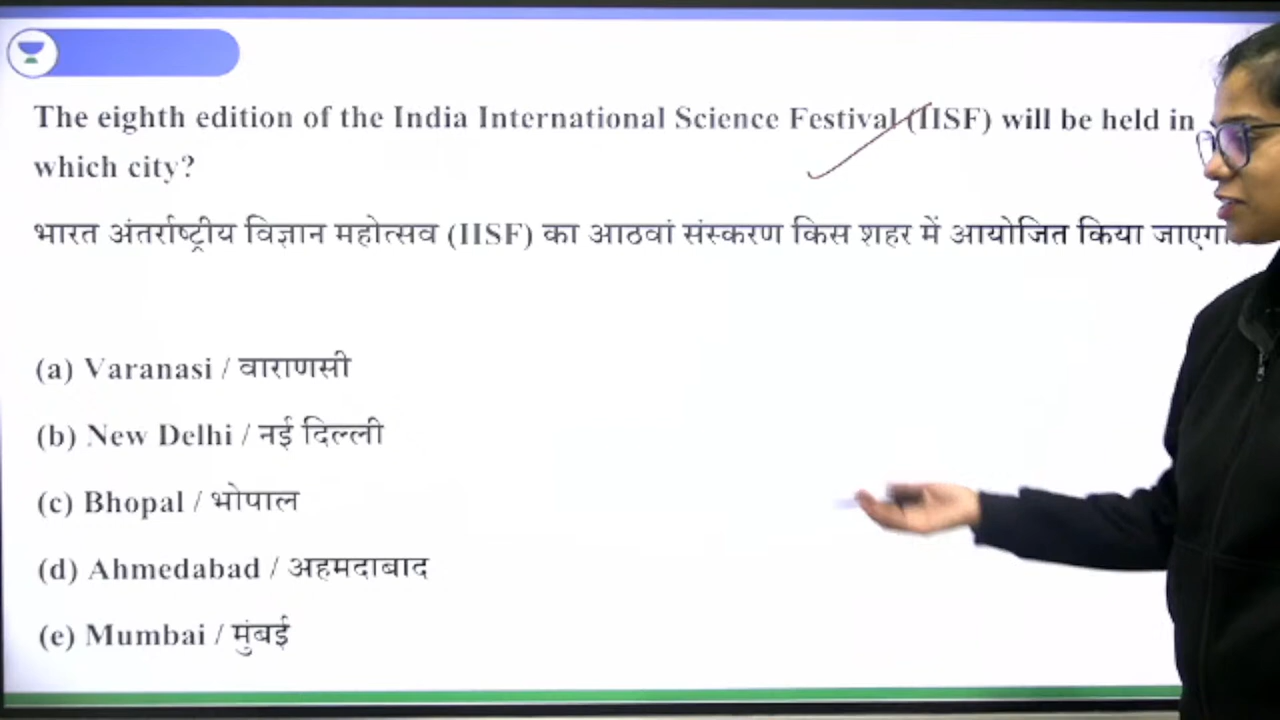 The eighth edition of the India International Science Festival (IISF) will be held in
which city?
भारत अंतर्राष्ट्रीय विज्ञान महोत्सव (IISF) का आठवां संस्करण किस शहर में आयोजित किया जाएगा
(a) Varanasi / वाराणसी
(b) New Delhi / नई दिल्ली
(c) Bhopal / भोपाल
(d) Ahmedabad / अहमदाबाद
(e) Mumbai / मुंबई